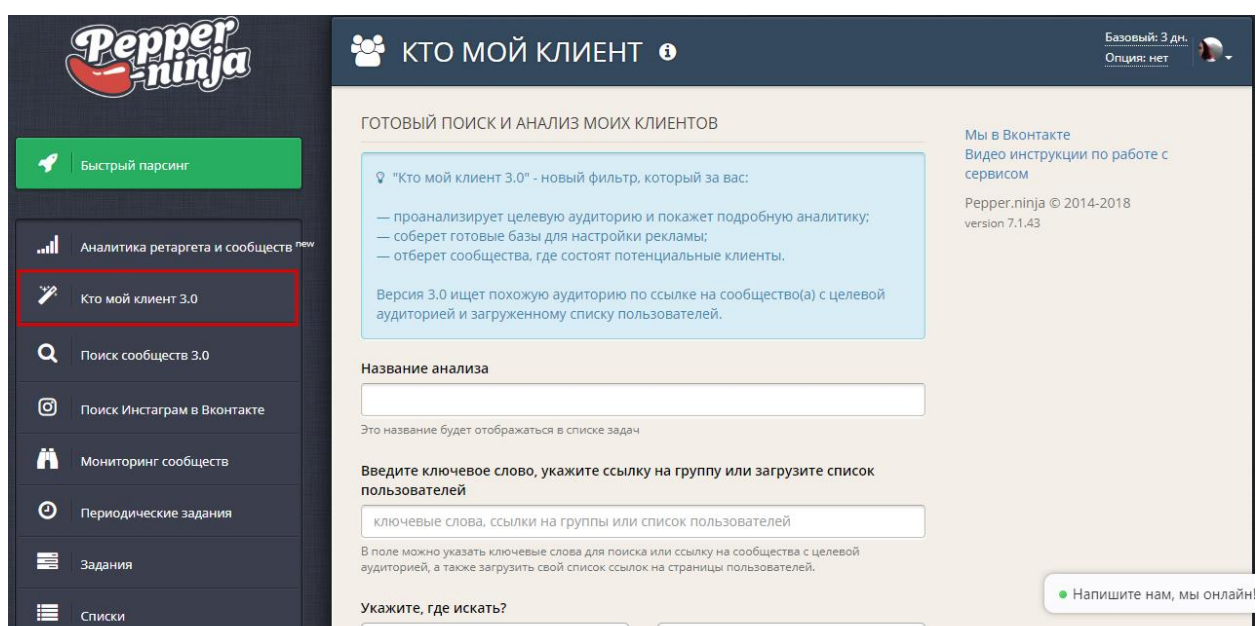 Pepper
-ninja
Быстрый парсинг
Аналитика ретаргета и сообществ new
Кто мой клиент 3.0
Поиск сообществ 3.0
Поиск Инстаграм в Вконтакте
Мониторинг сообществ
Периодические задания
Задания
Списки
КТО МОЙ КЛИЕНТ
Базовый: 3 дн.
Опция: нет
ГОТОВЫЙ ПОИСК И АНАЛИЗ МОИХ КЛИЕНТОВ
"Кто мой клиент 3.0" - новый фильтр, который за вас:
— проанализирует целевую аудиторию и покажет подробную аналитику;
— соберет готовые базы для настройки рекламы;
— отберет сообщества, где состоят потенциальные клиенты.
Версия 3.0 ищет похожую аудиторию по ссылке на сообщество(а) с целевой
аудиторией и загруженному списку пользователей.
Название анализа
Это название будет отображаться в списке задач
Введите ключевое слово, укажите ссылку на группу или загрузите список
пользователей
ключевые слова, ссылки на группы или список пользователей
В поле можно указать ключевые слова для поиска или ссылку на сообщества с целевой
аудиторией, а также загрузить свой список ссылок на страницы пользователей.
Укажите, где искать?
Мы в Вконтакте
Видео инструкции по работе с
сервисом
Pepper.ninja © 2014-2018
version 7.1.43
Напишите нам, мы онлайн!